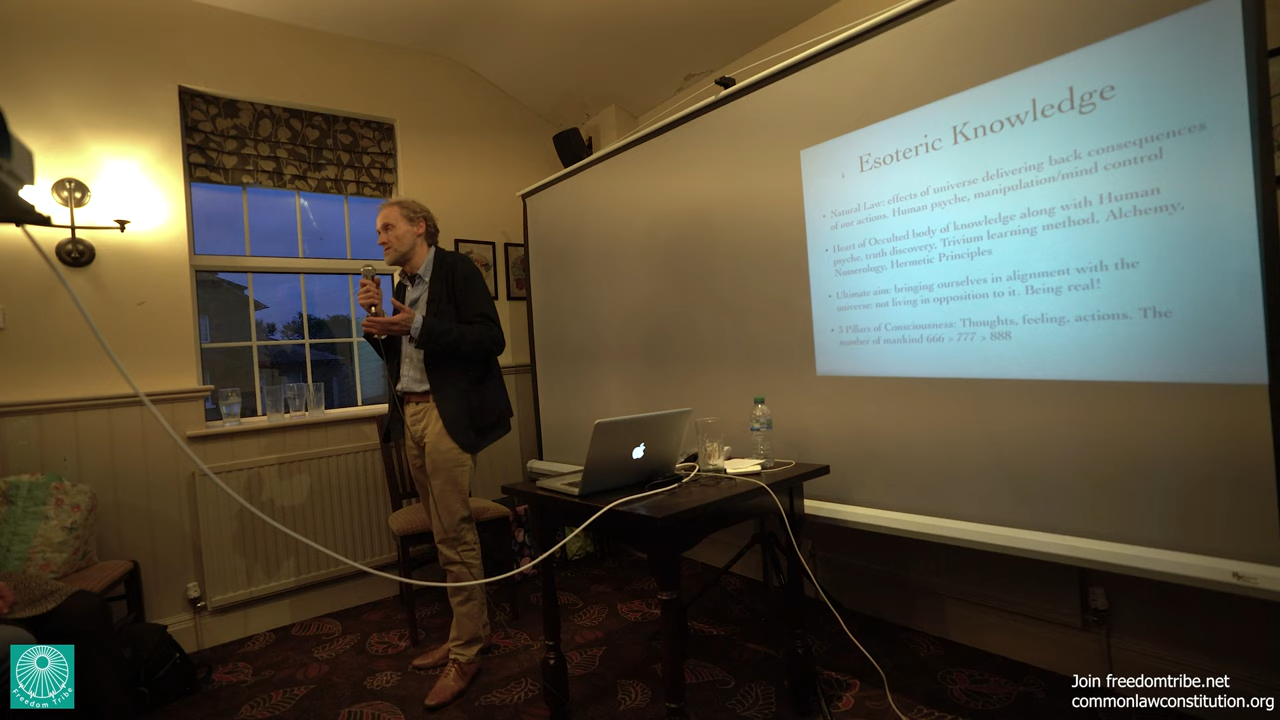 Esoteric Knowledge
• Natural Law: effects of universe delivering back consequences
of our actions. Human psyche, manipulation/mind control
• Heart of Occulted body of knowledge along with Human
psyche, truth discovery, Trivium learning method, Alchemy,
Numerology, Hermetic Principles
• Ultimate aim: bringing ourselves in alignment with the
universe: not living in opposition to it. Being real!
• 3 Pillars of Consciousness: Thoughts, feeling, actions. The
number of mankind 666 > 777 > 888
Freedom Tribe
Join freedomtribe.net
commonlawconstitution.org